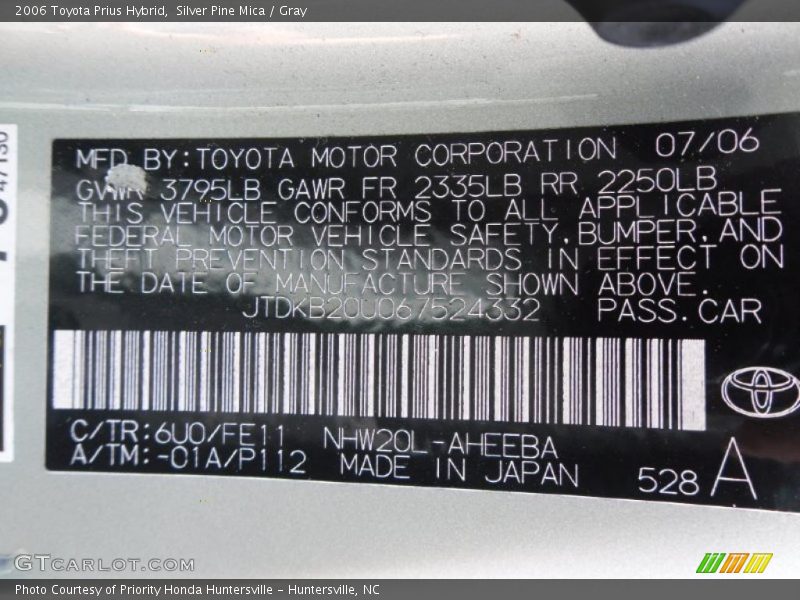 2006 Toyota Prius Hybrid, Silver Pine Mica / Gray
47130
MFD BY:TOYOTA MOTOR CORPORATION 07/06
GVWR 3795LB GAWR FR 2335LB RR 2250LB
THIS VEHICLE CONFORMS TO ALL APPLICABLE
FEDERAL MOTOR VEHICLE SAFETY,BUMPER,AND
THEFT PREVENTION STANDARDS IN EFFECT ON
THE DATE OF MANUFACTURE SHOWN ABOVE.
JTDKB20U067524332 PASS.CAR
C/TR:6U0/FE11 NHW20L-AHEEBA
A/TM:-01A/P112 MADE IN JAPAN 528 A
GTCARLOT.COM
Photo Courtesy of Priority Honda Huntersville - Huntersville, NC